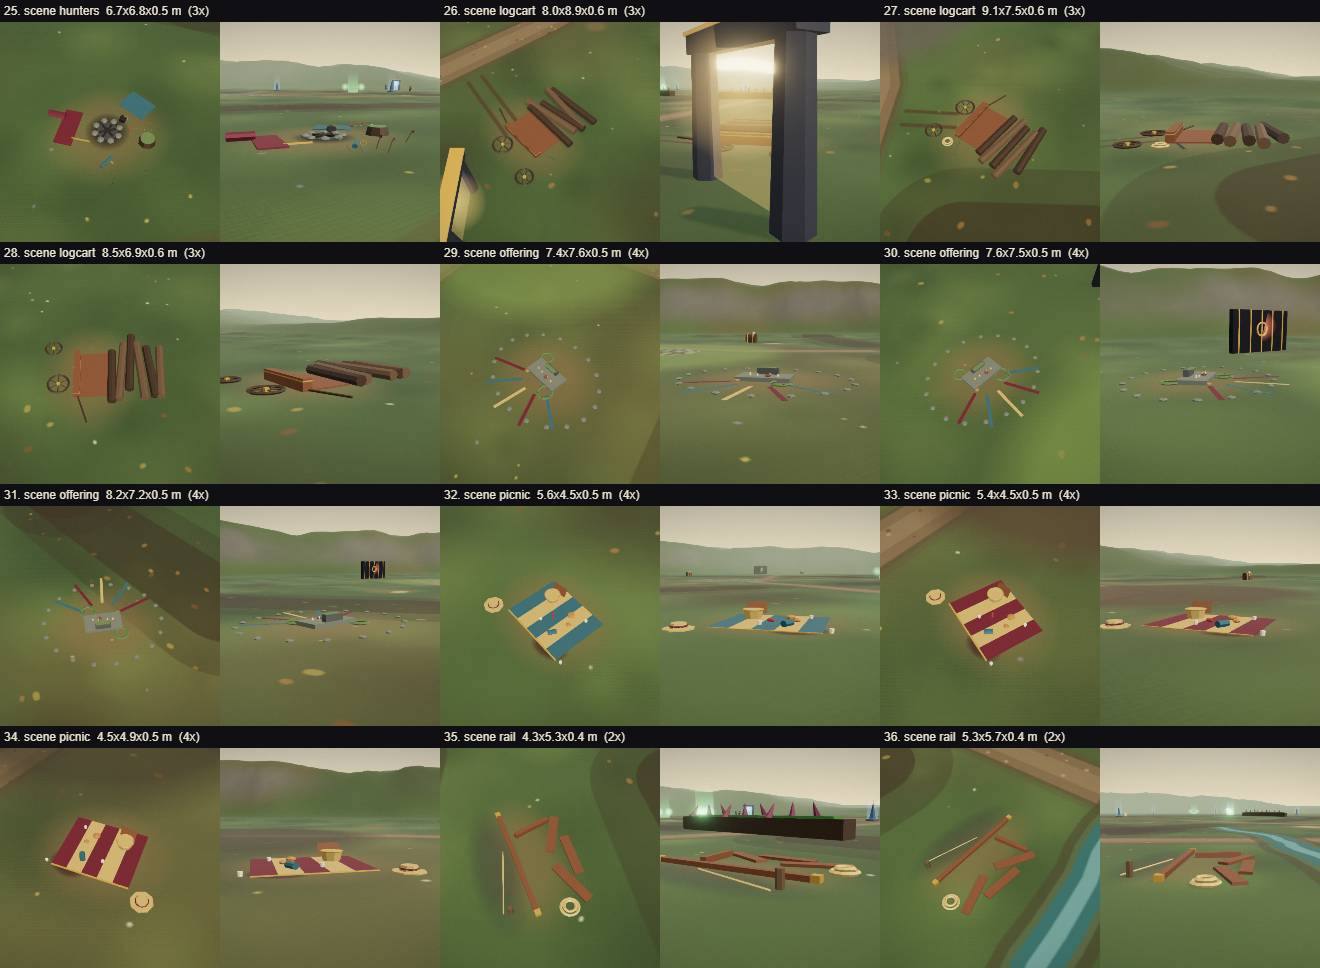 25. scene hunters 6.7x6.8x0.5 m (3x)
26. scene logcart 8.0x8.9x0.6 m (3x)
27. scene logcart 9.1x7.5x0.6 m (3x)
28. scene logcart 8.5x6.9x0.6 m (3x)
29. scene offering 7.4x7.6x0.5 m (4x)
30. scene offering 7.6x7.5x0.5 m (4x)
31. scene offering 8.2x7.2x0.5 m (4x)
32. scene picnic 5.6x4.5x0.5 m (4x)
33. scene picnic 5.4x4.5x0.5 m (4x)
34. scene picnic 4.5x4.9x0.5 m (4x)
35. scene rail 4.3x5.3x0.4 m (2x)
36. scene rail 5.3x5.7x0.4 m (2x)